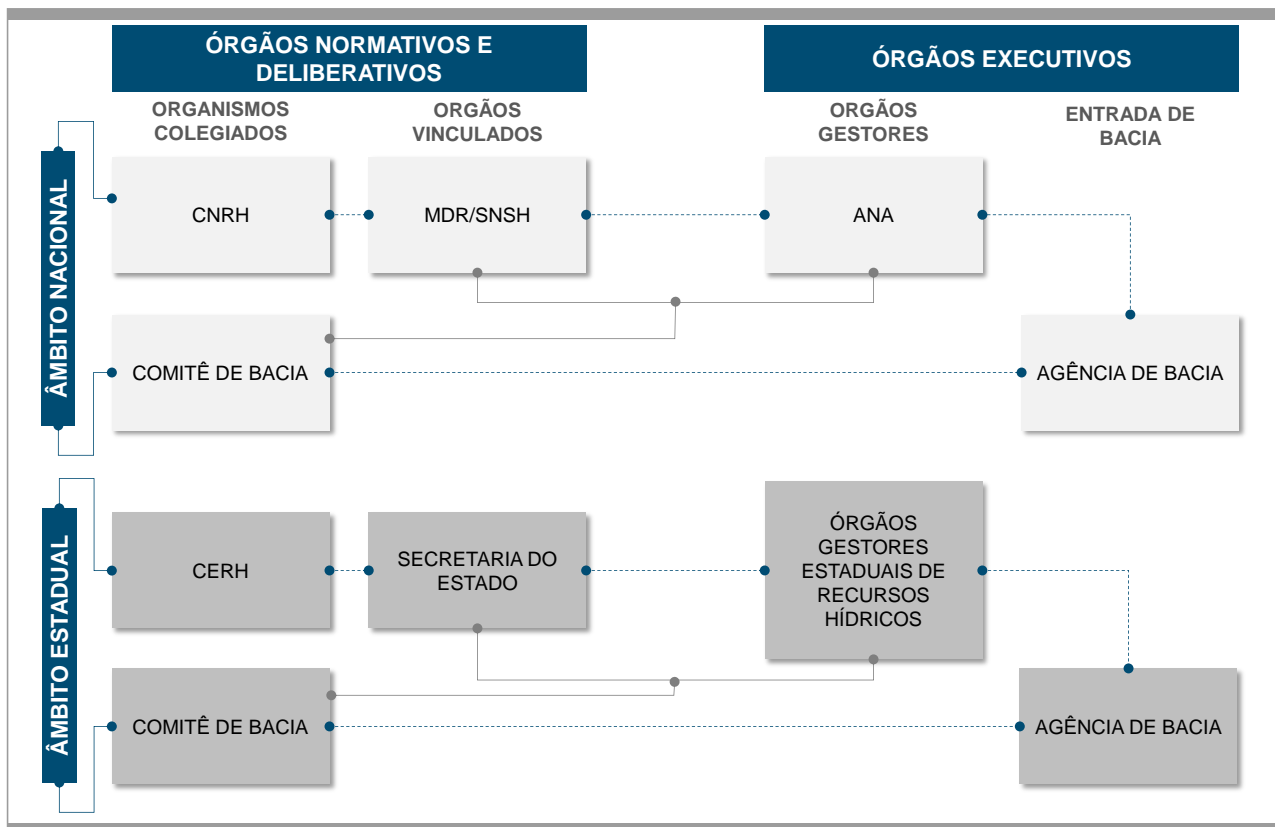 ÓRGÃOS NORMATIVOS E
DELIBERATIVOS
ÓRGÃOS EXECUTIVOS
ORGANISMOS
COLEGIADOS
ORGÃOS
VINCULADOS
ORGÃOS
GESTORES
ENTRADA DE
BACIA
ÂMBITO NACIONAL
CNRH
MDR/SNSH
ANA
COMITÊ DE BACIA
AGÊNCIA DE BACIA
ÂMBITO ESTADUAL
CERH
SECRETARIA DO
ESTADO
ÓRGÃOS
GESTORES
ESTADUAIS DE
RECURSOS
HÍDRICOS
COMITÊ DE BACIA
AGÊNCIA DE BACIA